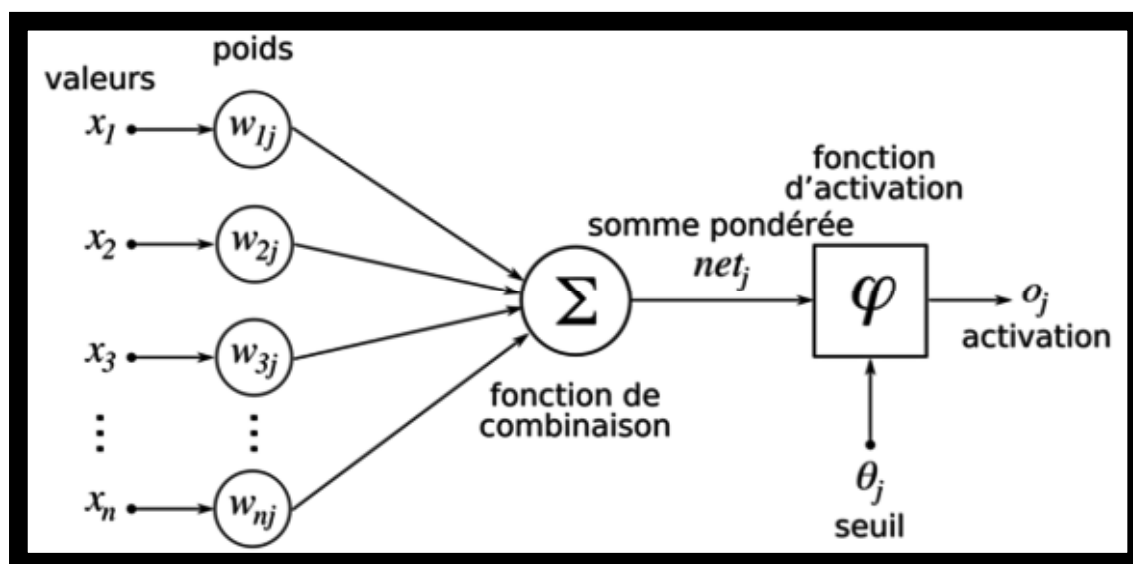 poids
valeurs
x₁
w₁ⱼ
x₂
w₂ⱼ
x₃
w₃ⱼ
⋮ ⋮
xₙ
wₙⱼ
Σ
fonction de
combinaison
somme pondérée
netⱼ
fonction
d'activation
φ
oⱼ
activation
θⱼ
seuil